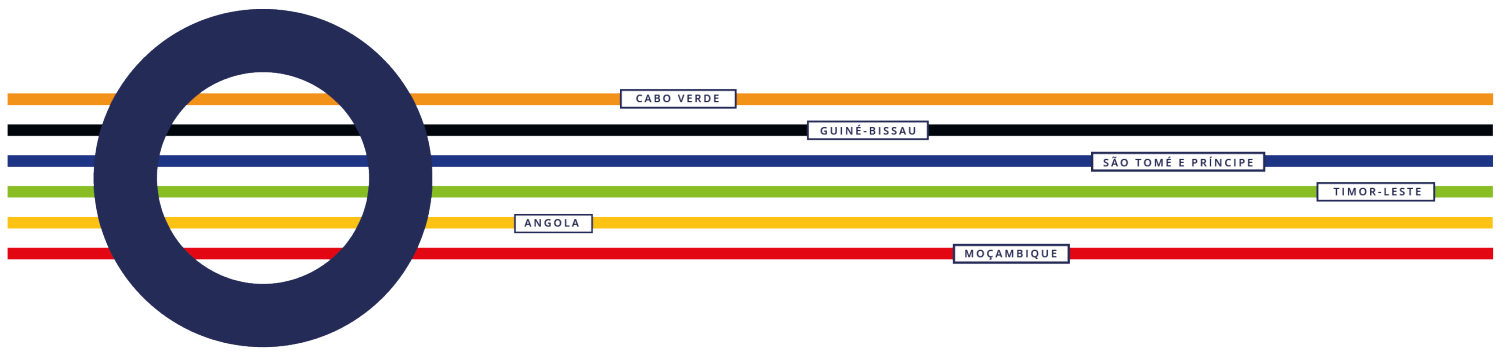 CABO VERDE
GUINÉ-BISSAU
SÃO TOMÉ E PRÍNCIPE
TIMOR-LESTE
ANGOLA
MOÇAMBIQUE